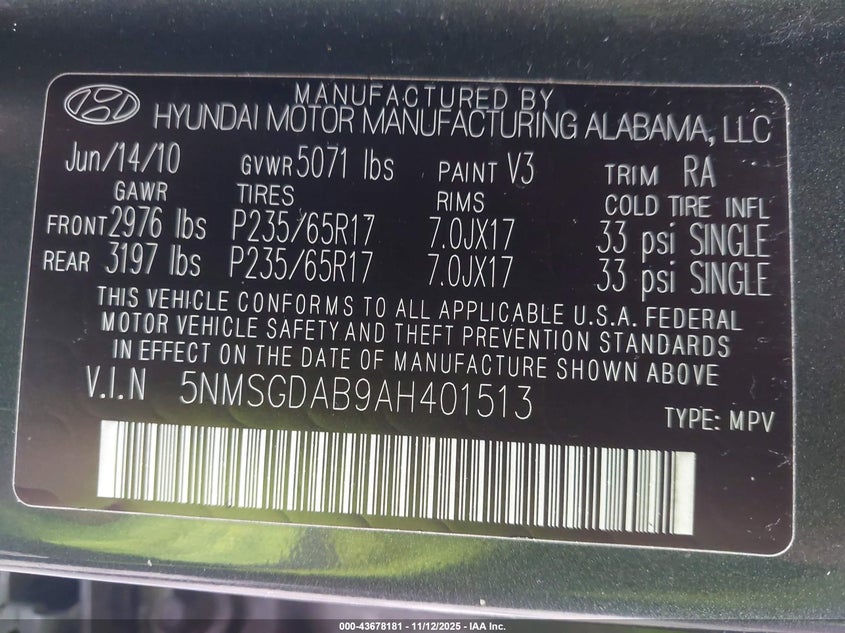 MANUFACTURED BY
HYUNDAI MOTOR MANUFACTURING ALABAMA, LLC
Jun/14/10 GVWR 5071 lbs PAINT V3 TRIM RA
GAWR TIRES RIMS COLD TIRE INFL
FRONT 2976 lbs P235/65R17 7.0JX17 33 psi SINGLE
REAR 3197 lbs P235/65R17 7.0JX17 33 psi SINGLE
THIS VEHICLE CONFORMS TO ALL APPLICABLE U.S.A. FEDERAL
MOTOR VEHICLE SAFETY AND THEFT PREVENTION STANDARDS
IN EFFECT ON THE DATE OF MANUFACTURE SHOWN ABOVE
V.I.N 5NMSGDAB9AH401513
TYPE: MPV
000-43678181 - 11/12/2025 - IAA Inc.